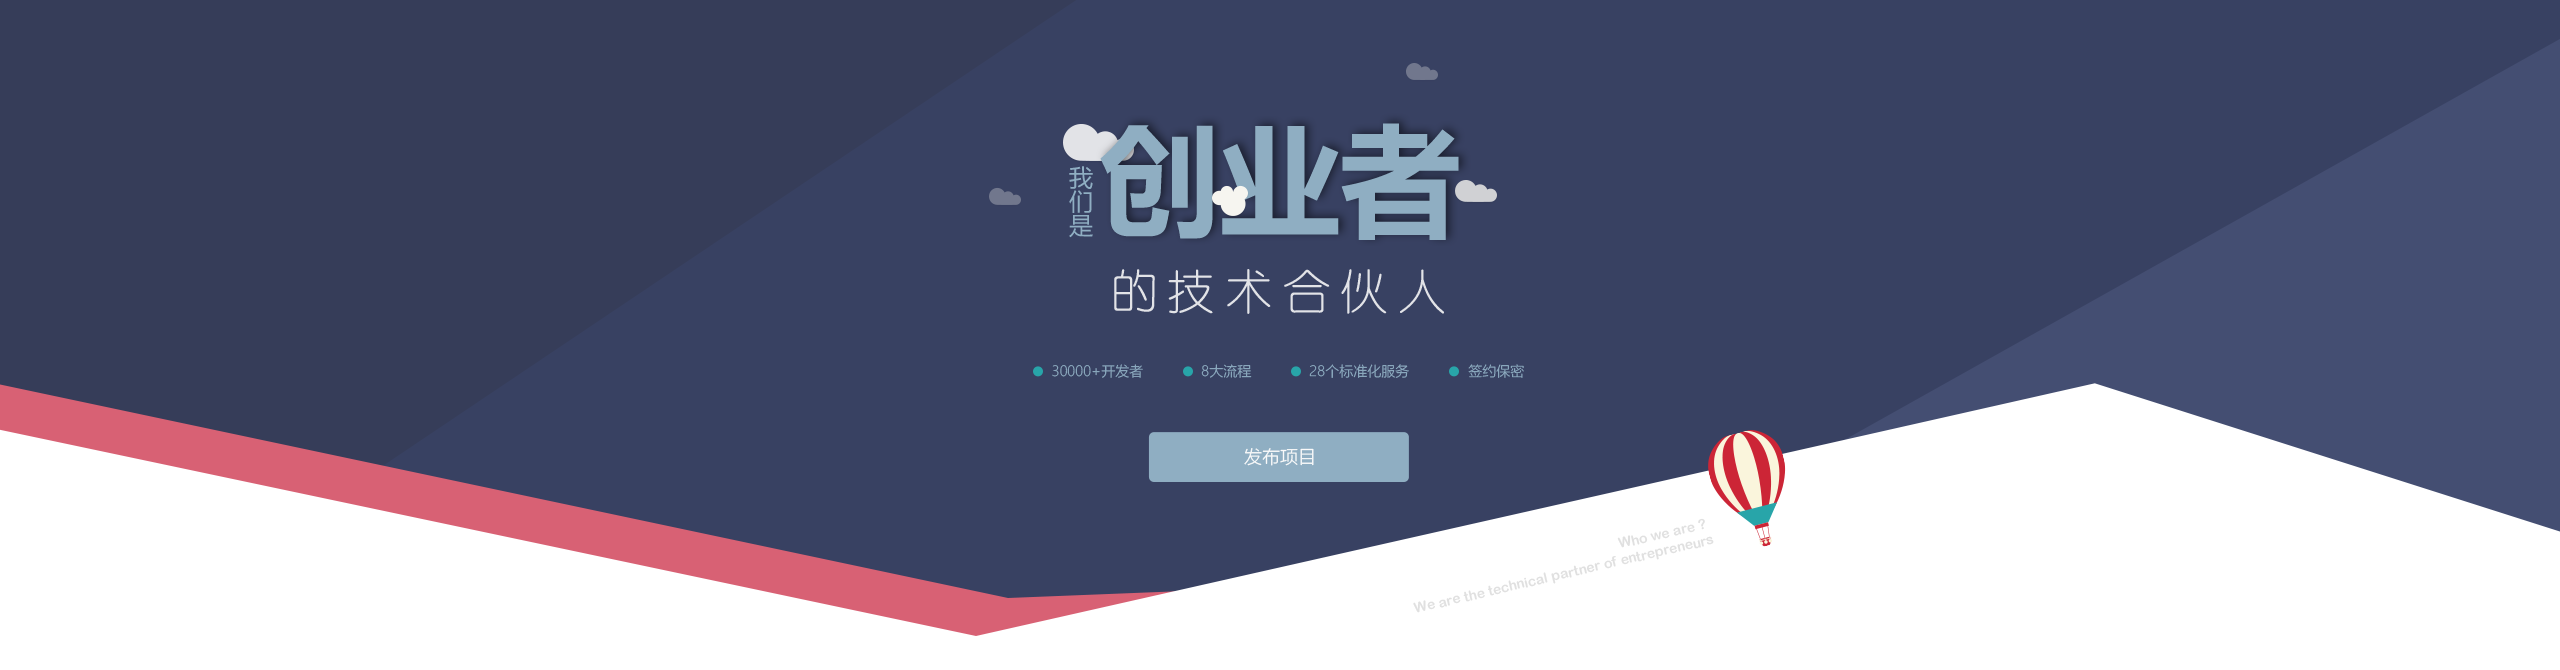 我们是
创业者
的技术合伙人
30000+开发者 8大流程 28个标准化服务 签约保密
发布项目
Who we are ?
We are the technical partner of entrepreneurs